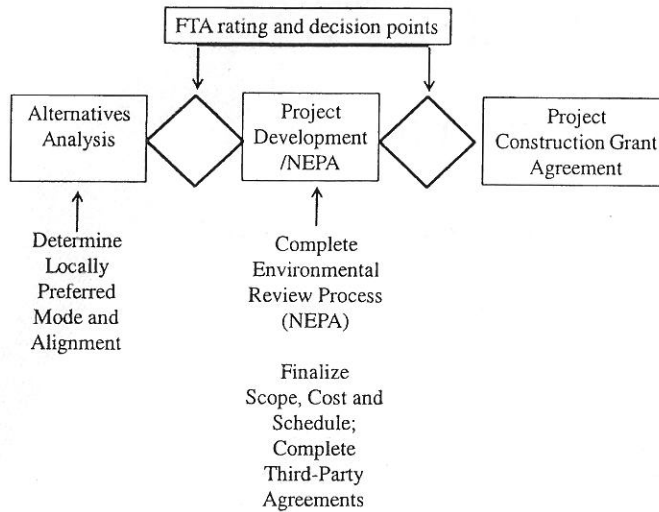 FTA rating and decision points
Alternatives
Analysis
Project
Development
/NEPA
Project
Construction Grant
Agreement
Determine
Locally
Preferred
Mode and
Alignment
Complete
Environmental
Review Process
(NEPA)
Finalize
Scope, Cost and
Schedule;
Complete
Third-Party
Agreements